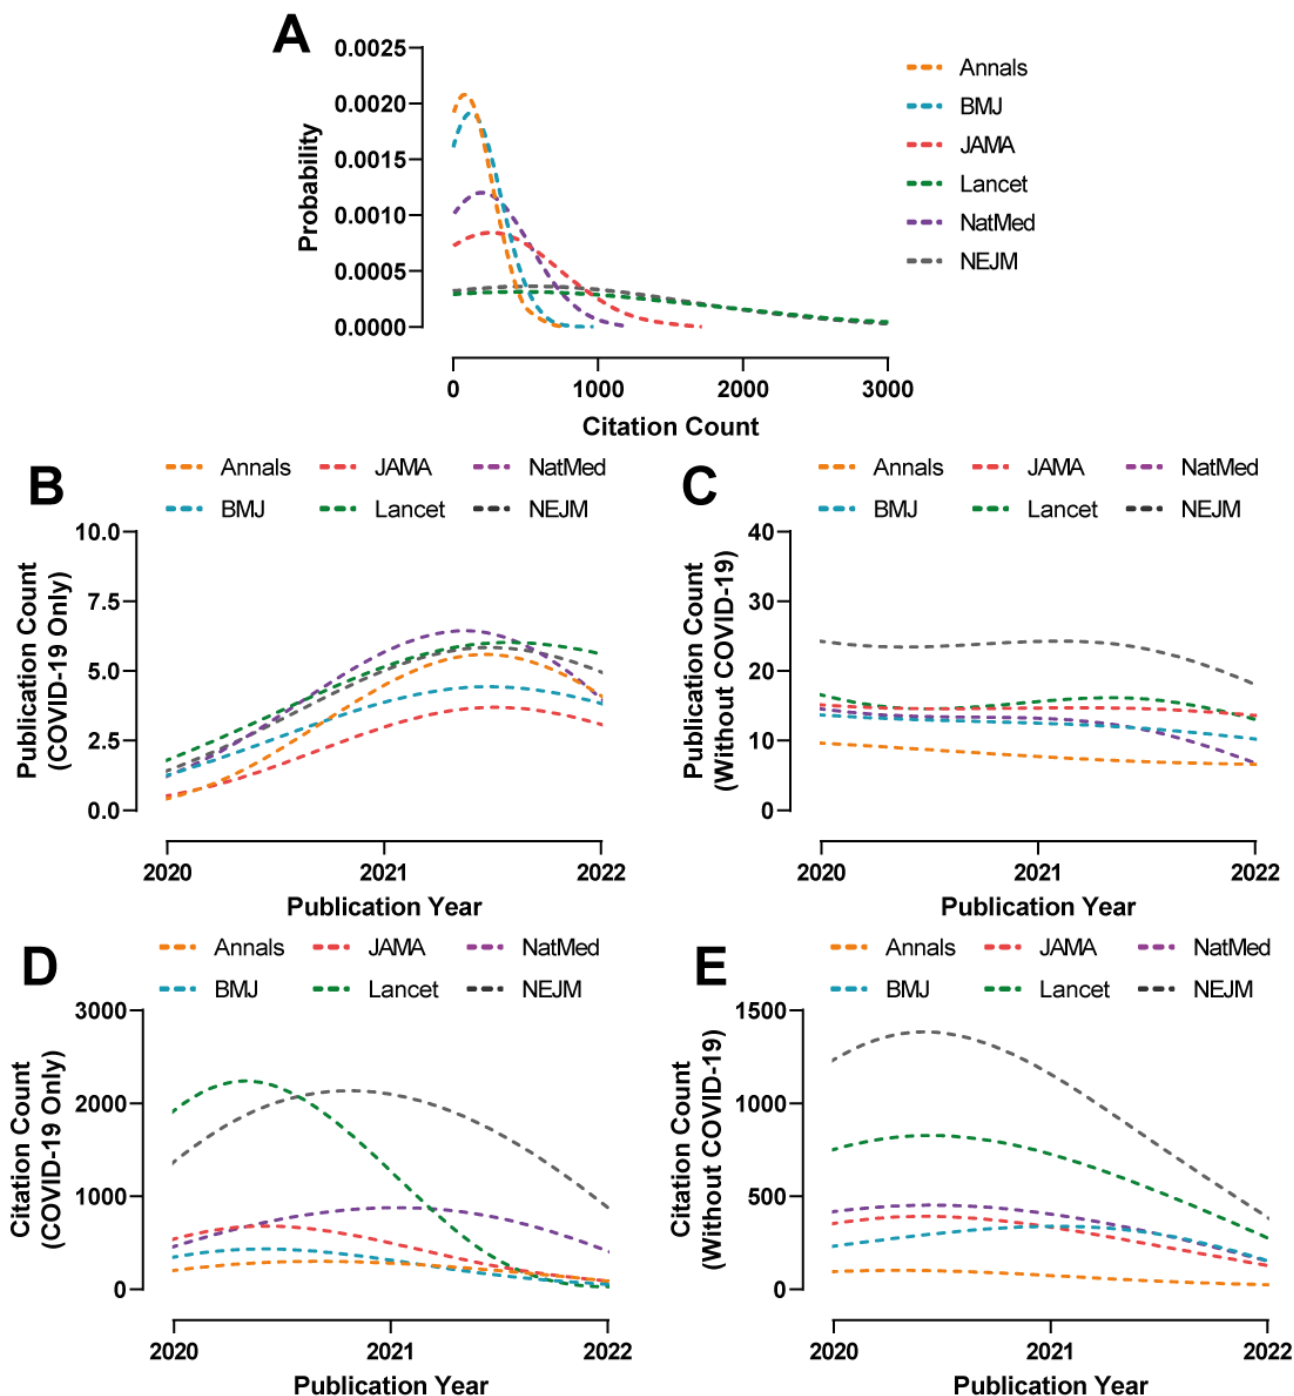 A
0.0025
0.0020
0.0015
0.0010
0.0005
0.0000
Probability
0 1000 2000 3000
Citation Count
Annals
BMJ
JAMA
Lancet
NatMed
NEJM
B
Annals JAMA NatMed
BMJ Lancet NEJM
10.0
7.5
5.0
2.5
0.0
Publication Count
(COVID-19 Only)
2020 2021 2022
Publication Year
C
Annals JAMA NatMed
BMJ Lancet NEJM
40
30
20
10
0
Publication Count
(Without COVID-19)
2020 2021 2022
Publication Year
D
Annals JAMA NatMed
BMJ Lancet NEJM
3000
2000
1000
0
Citation Count
(COVID-19 Only)
2020 2021 2022
Publication Year
E
Annals JAMA NatMed
BMJ Lancet NEJM
1500
1000
500
0
Citation Count
(Without COVID-19)
2020 2021 2022
Publication Year